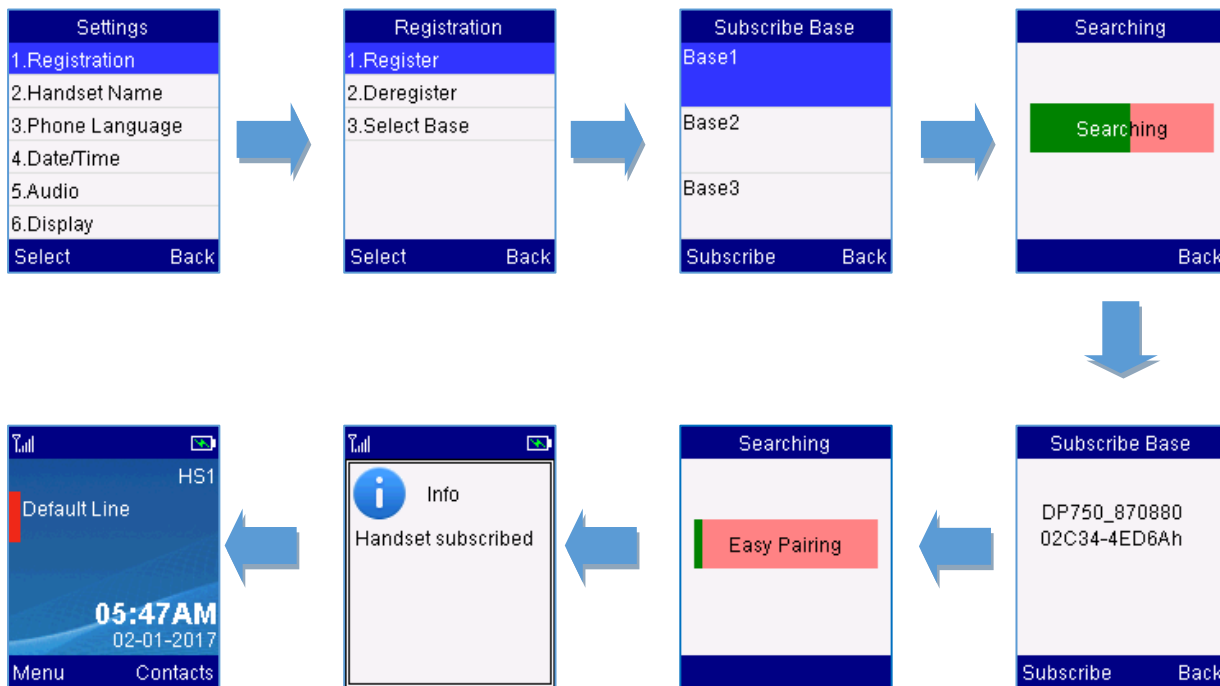 Settings
1.Registration
2.Handset Name
3.Phone Language
4.Date/Time
5.Audio
6.Display
Select Back
Registration
1.Register
2.Deregister
3.Select Base
Select Back
Subscribe Base
Base1
Base2
Base3
Subscribe Back
Searching
Searching
Back
Subscribe Base
DP750_870880
02C34-4ED6Ah
Subscribe Back
Searching
Easy Pairing
Info
Handset subscribed
HS1
Default Line
05:47AM
02-01-2017
Menu Contacts